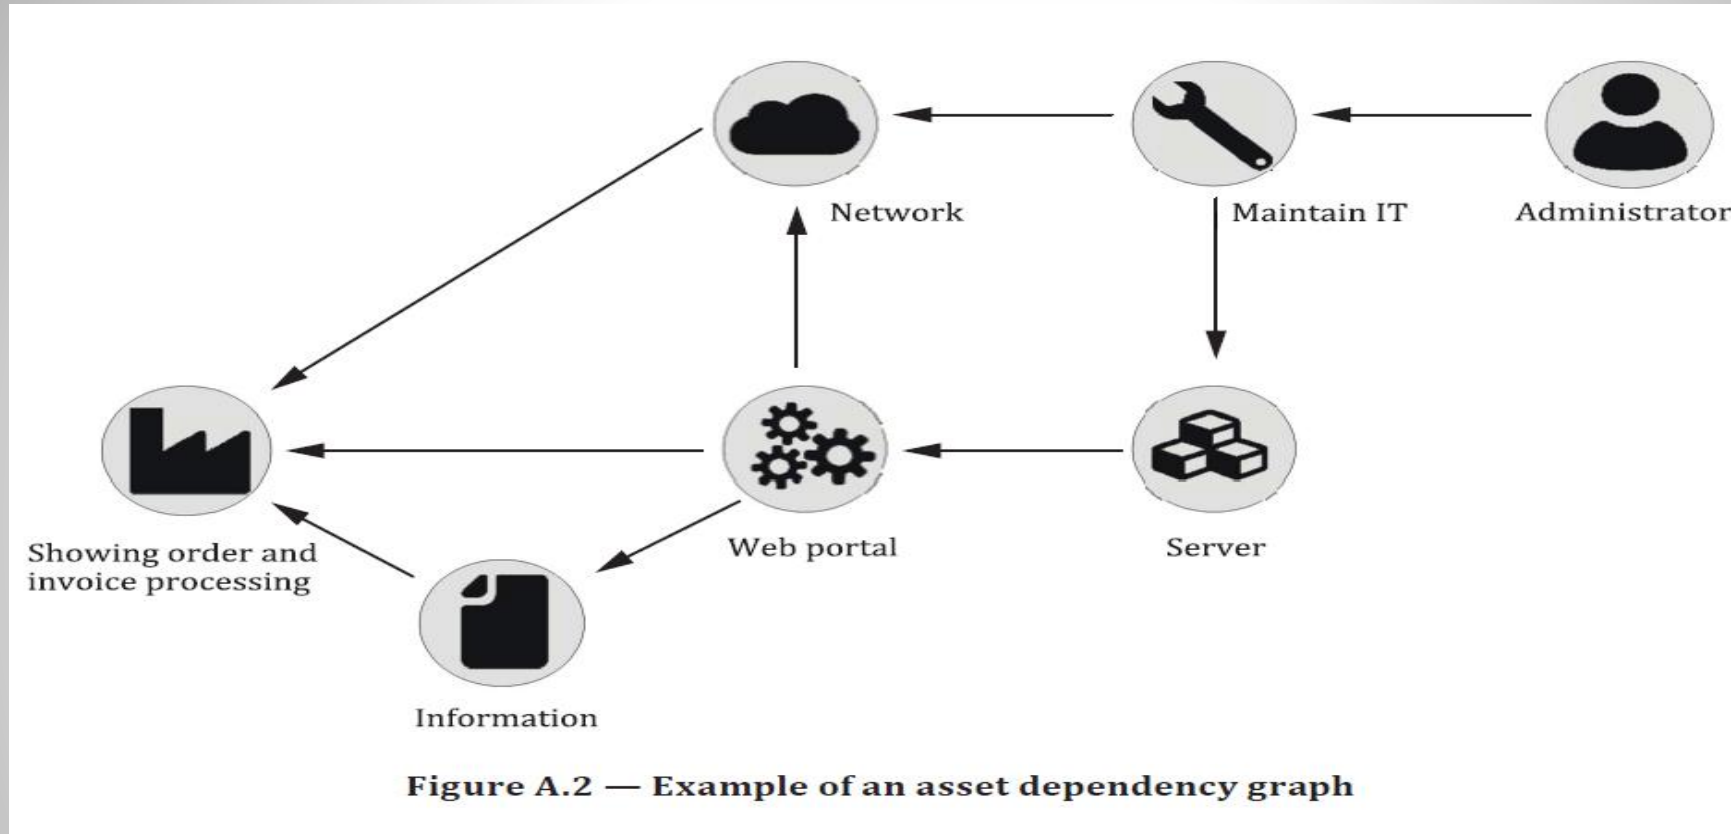 Network
Maintain IT
Administrator
Showing order and
invoice processing
Web portal
Server
Information
Figure A.2 — Example of an asset dependency graph